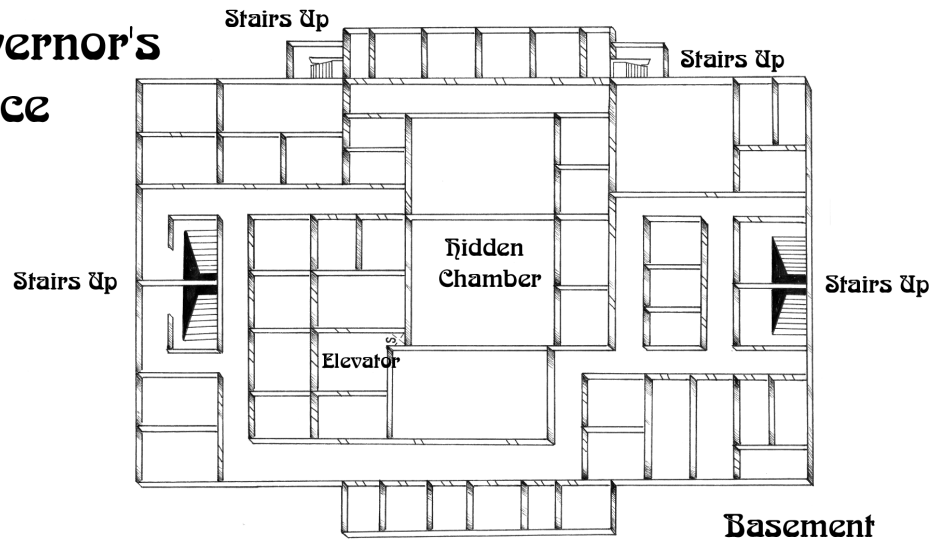 Stairs Up
vernor's
Stairs Up
ce
Hidden
Chamber
Stairs Up
Stairs Up
S
Elevator
Basement